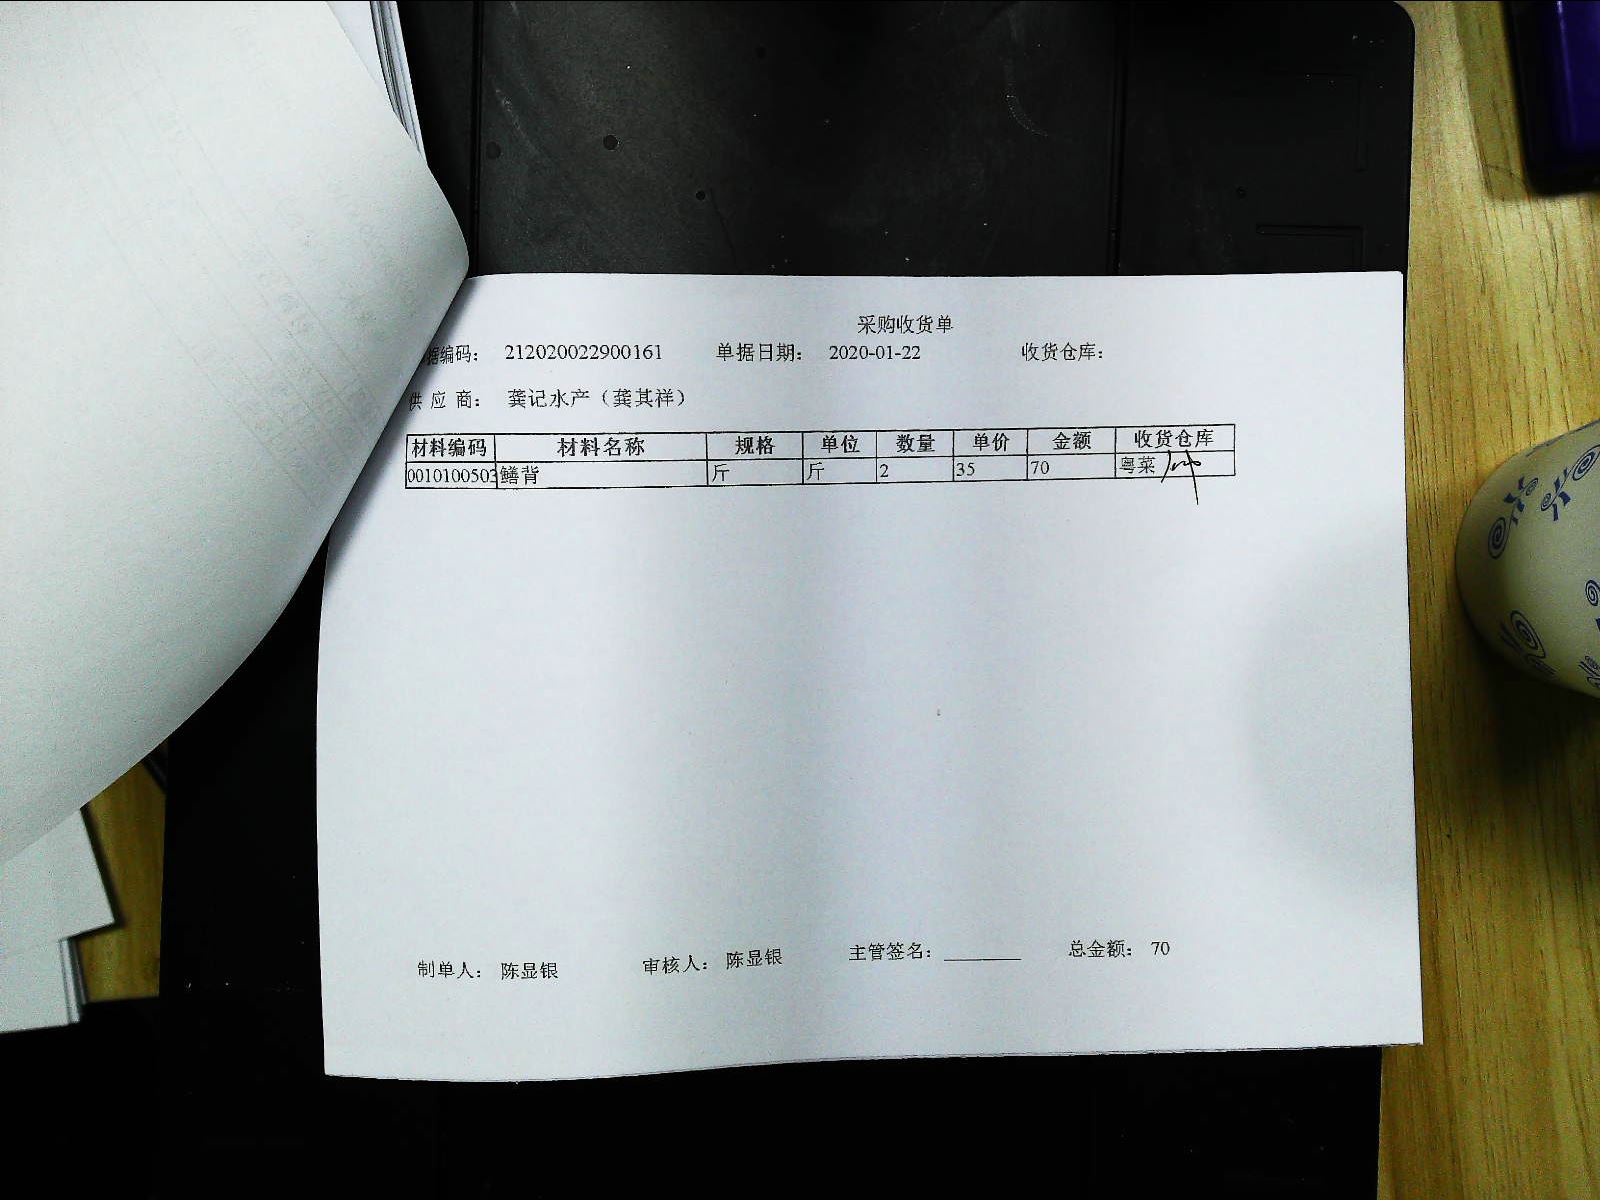 采购收货单
据编码： 212020022900161 单据日期： 2020-01-22 收货仓库：
供 应 商： 龚记水产（龚其祥）
材料编码 材料名称 规格 单位 数量 单价 金额 收货仓库
0010100503 鳝背 斤 斤 2 35 70 粤菜
制单人： 陈显银 审核人： 陈显银 主管签名：________ 总金额： 70